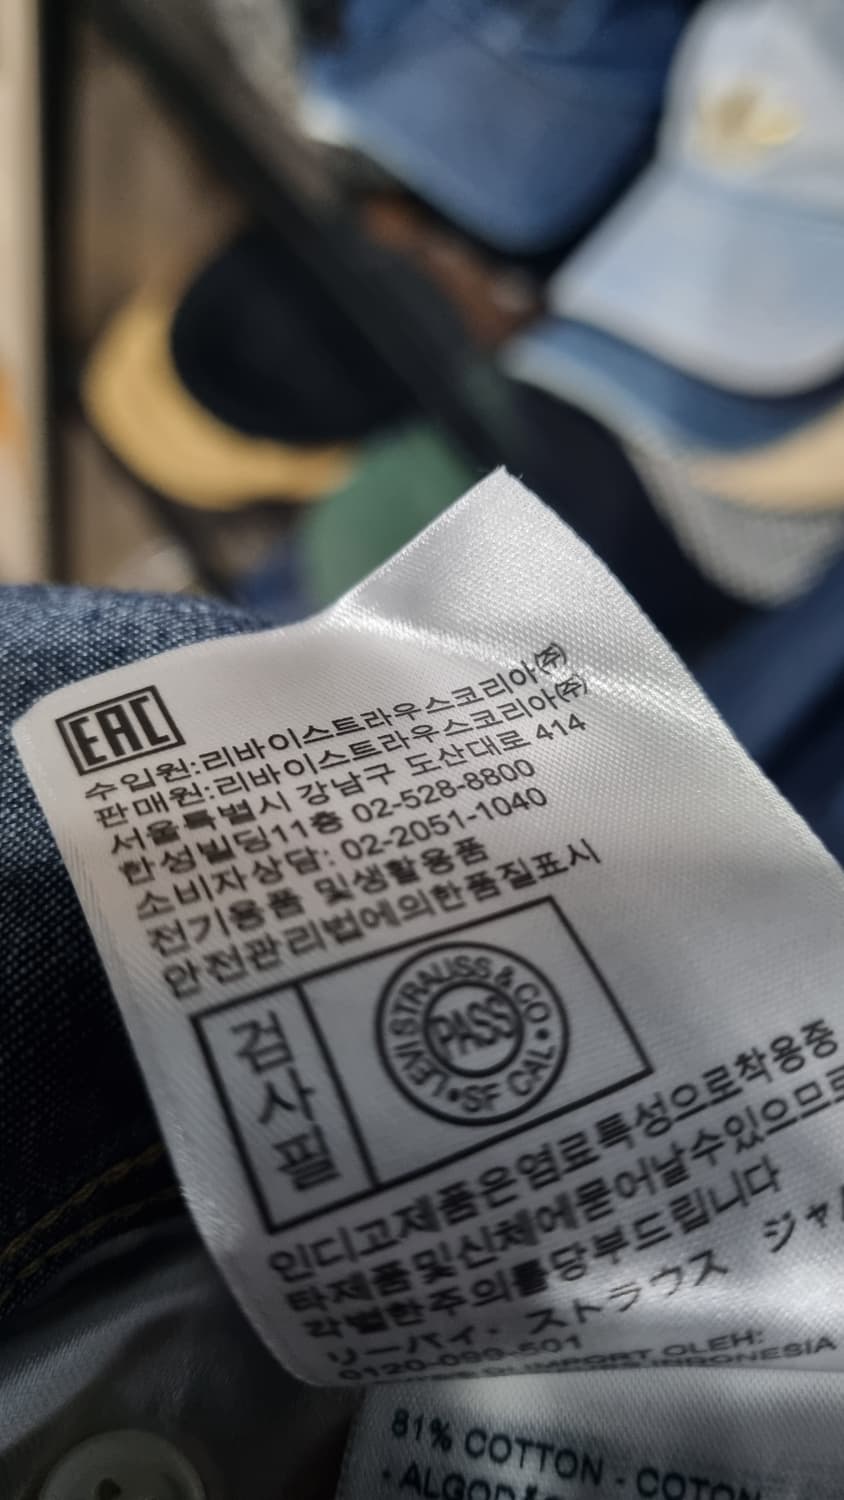 EAC
수입원:리바이스트라우스코리아㈜
판매원:리바이스트라우스코리아㈜
서울특별시 강남구 도산대로 414
한성빌딩11층 02-528-8800
소비자상담: 02-2051-1040
전기용품 및생활용품
안전관리법에의한품질표시
검사필
LEVI STRAUSS & CO
PASS
SF CAL
인디고제품은염료특성으로착용중
타제품및신체에묻어날수있으므로
각별한주의를당부드립니다
リーバイ・ストラウス ジャパ
IMPORT OLEH:
INDONESIA
81% COTTON - COTON